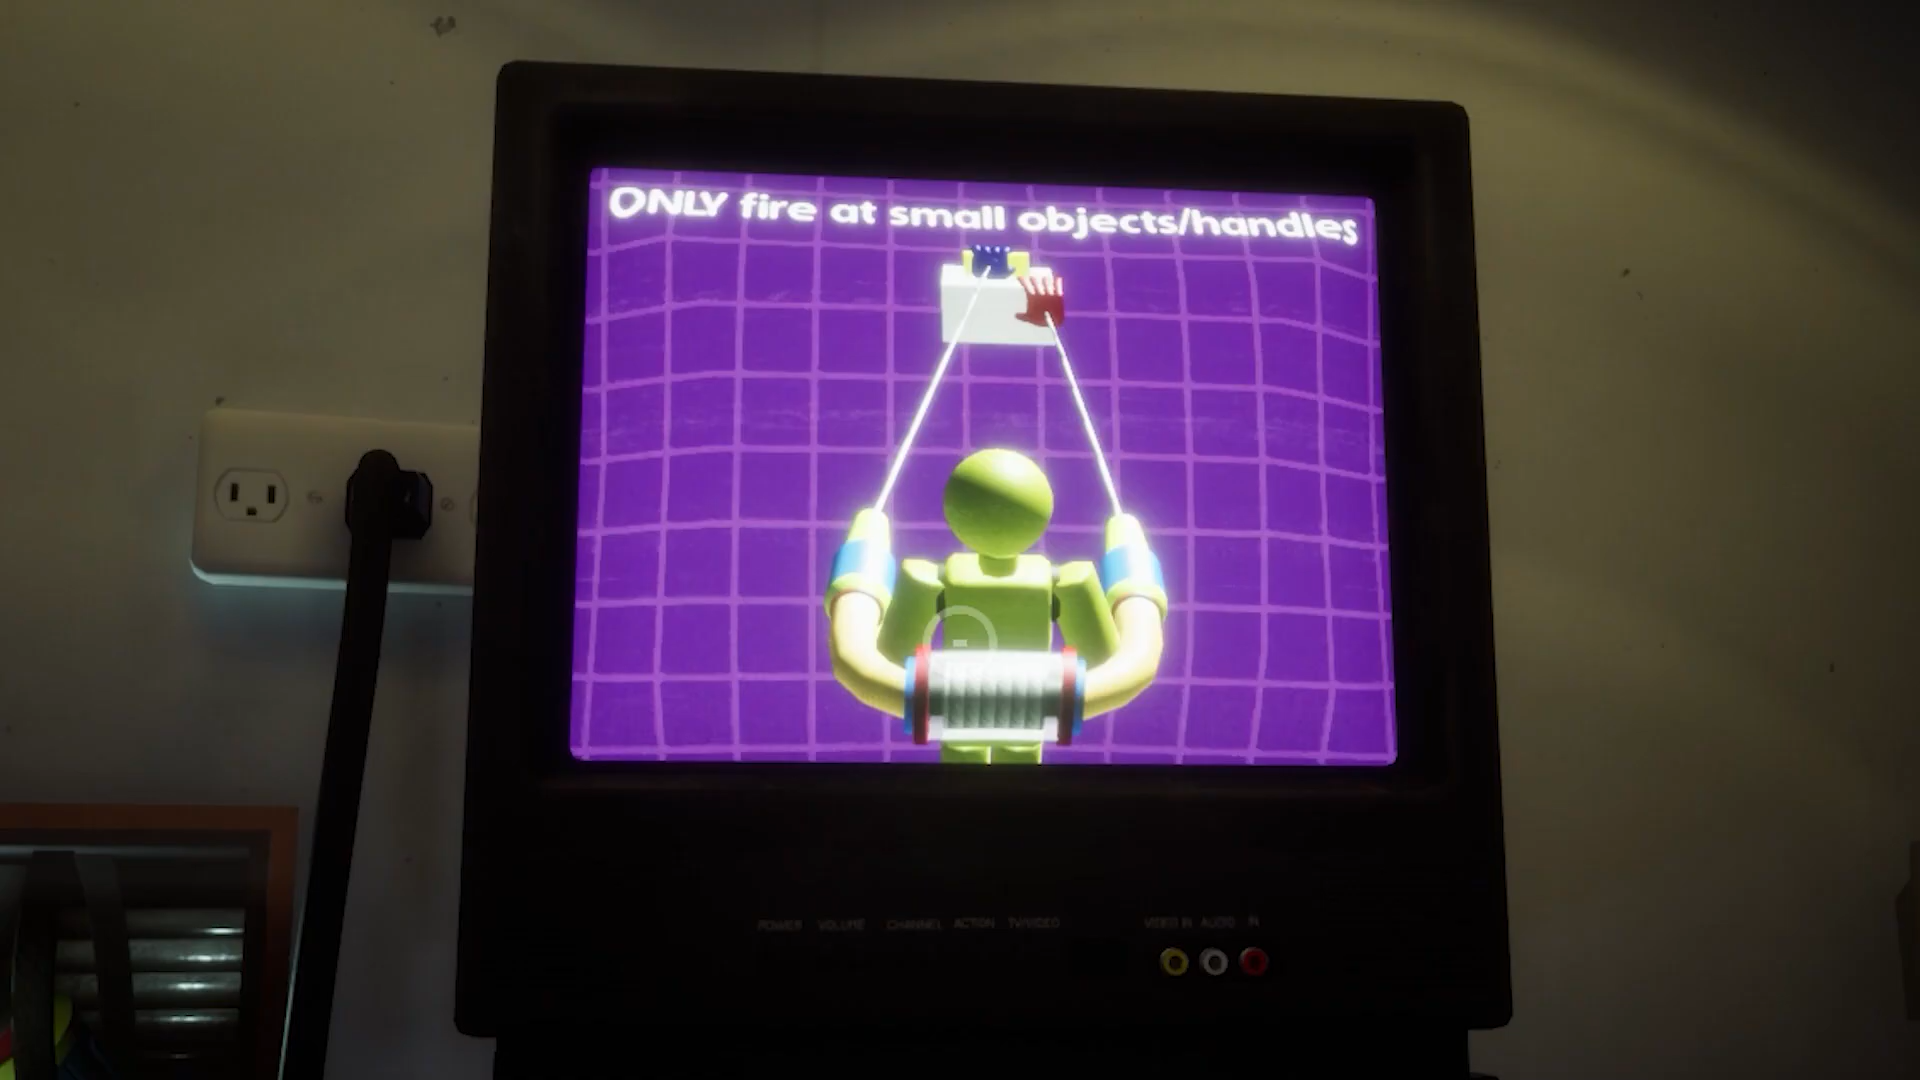 ONLY fire at small objects/handles
POWER VOLUME CHANNEL ACTION TV/VIDEO
VIDEO IN AUDIO IN